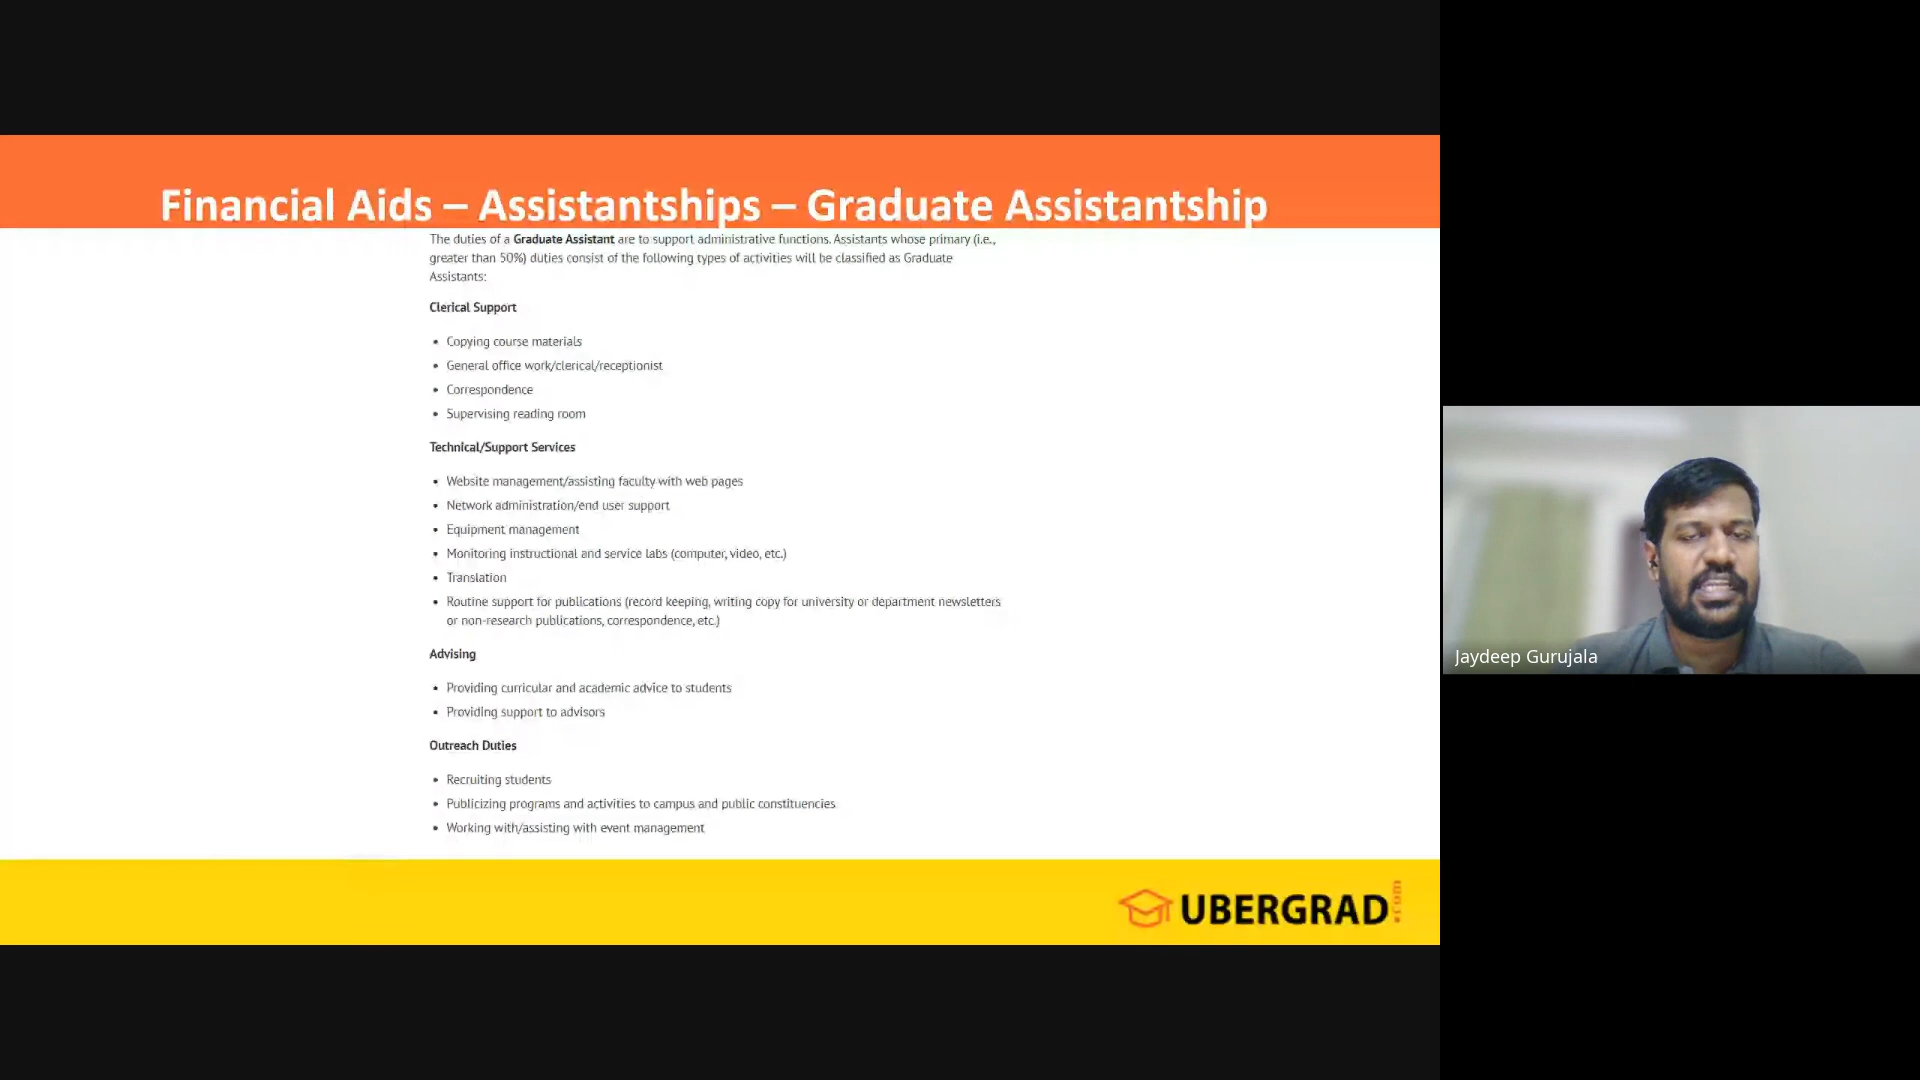 Financial Aids – Assistantships – Graduate Assistantship
The duties of a Graduate Assistant are to support administrative functions. Assistants whose primary (i.e.,
greater than 50%) duties consist of the following types of activities will be classified as Graduate
Assistants:
Clerical Support
• Copying course materials
• General office work/clerical/receptionist
• Correspondence
• Supervising reading room
Technical/Support Services
• Website management/assisting faculty with web pages
• Network administration/end user support
• Equipment management
• Monitoring instructional and service labs (computer, video, etc.)
• Translation
• Routine support for publications (record keeping, writing copy for university or department newsletters
or non-research publications, correspondence, etc.)
Advising
• Providing curricular and academic advice to students
• Providing support to advisors
Outreach Duties
• Recruiting students
• Publicizing programs and activities to campus and public constituencies
• Working with/assisting with event management
UBERGRAD.com
Jaydeep Gurujala